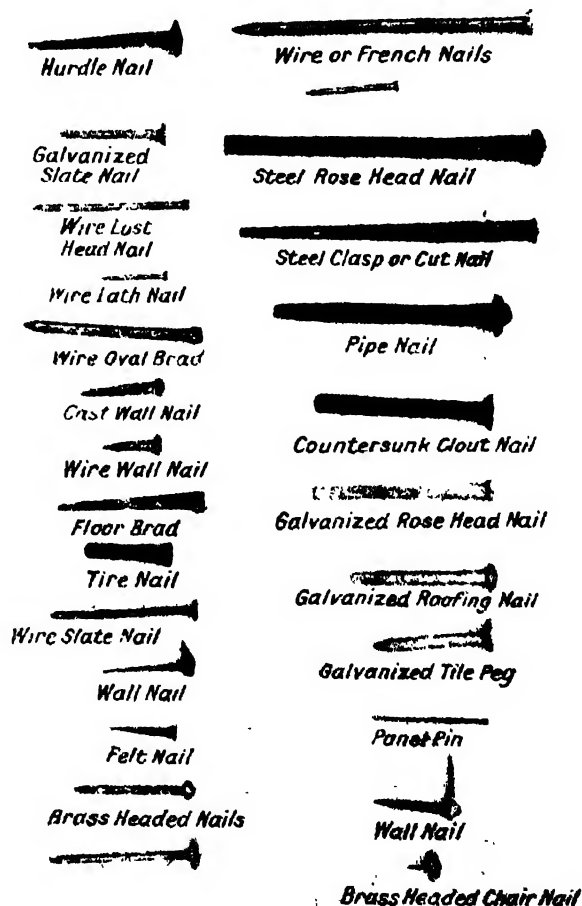 Hurdle Nail
Galvanized
Slate Nail
Wire Lost
Head Nail
Wire Lath Nail
Wire Oval Brad
Cast Wall Nail
Wire Wall Nail
Floor Brad
Tire Nail
Wire Slate Nail
Wall Nail
Felt Nail
Brass Headed Nails
Wire or French Nails
Steel Rose Head Nail
Steel Clasp or Cut Nail
Pipe Nail
Countersunk Clout Nail
Galvanized Rose Head Nail
Galvanized Roofing Nail
Galvanized Tile Peg
Panel Pin
Wall Nail
Brass Headed Chair Nail